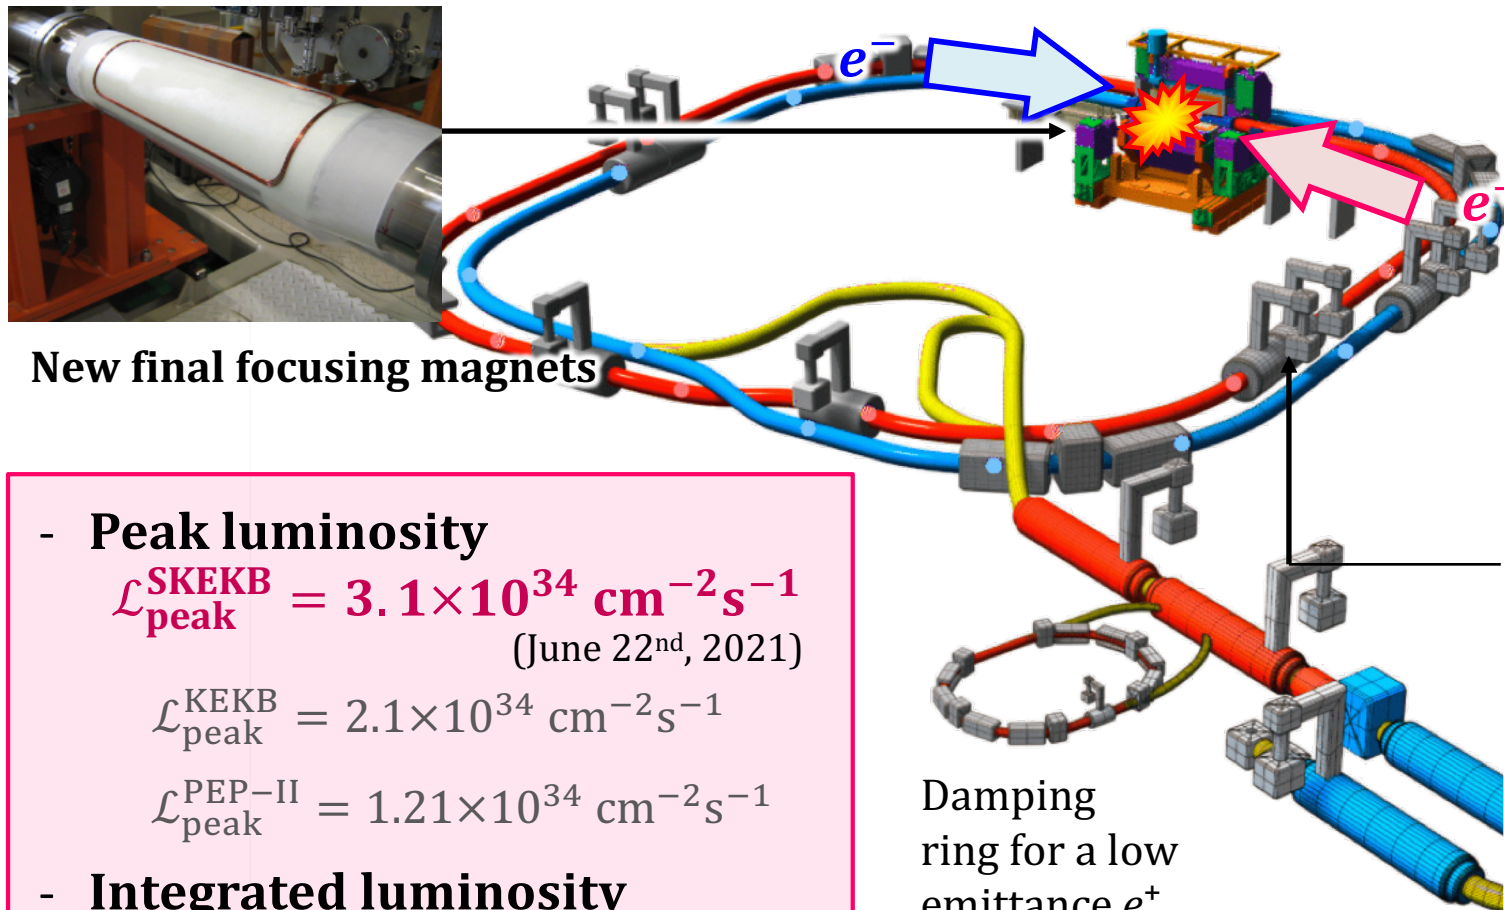 e⁻
e⁻
New final focusing magnets
- Peak luminosity
ℒ_peak^SKEKB = 3.1×10³⁴ cm⁻²s⁻¹
(June 22nd, 2021)
ℒ_peak^KEKB = 2.1×10³⁴ cm⁻²s⁻¹
ℒ_peak^PEP−II = 1.21×10³⁴ cm⁻²s⁻¹
- Integrated luminosity
Damping
ring for a low
emittance e⁺